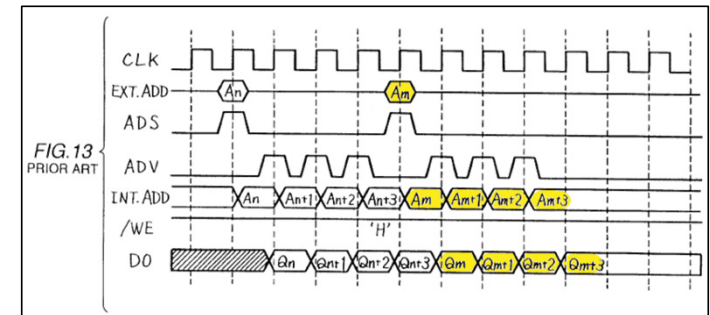 CLK
EXT.ADD An Am
ADS
FIG.13
PRIOR ART
ADV
INT.ADD An An+1 An+2 An+3 Am Am+1 Am+2 Am+3
/WE 'H'
DO Qn Qn+1 Qn+2 Qn+3 Qm Qm+1 Qm+2 Qm+3